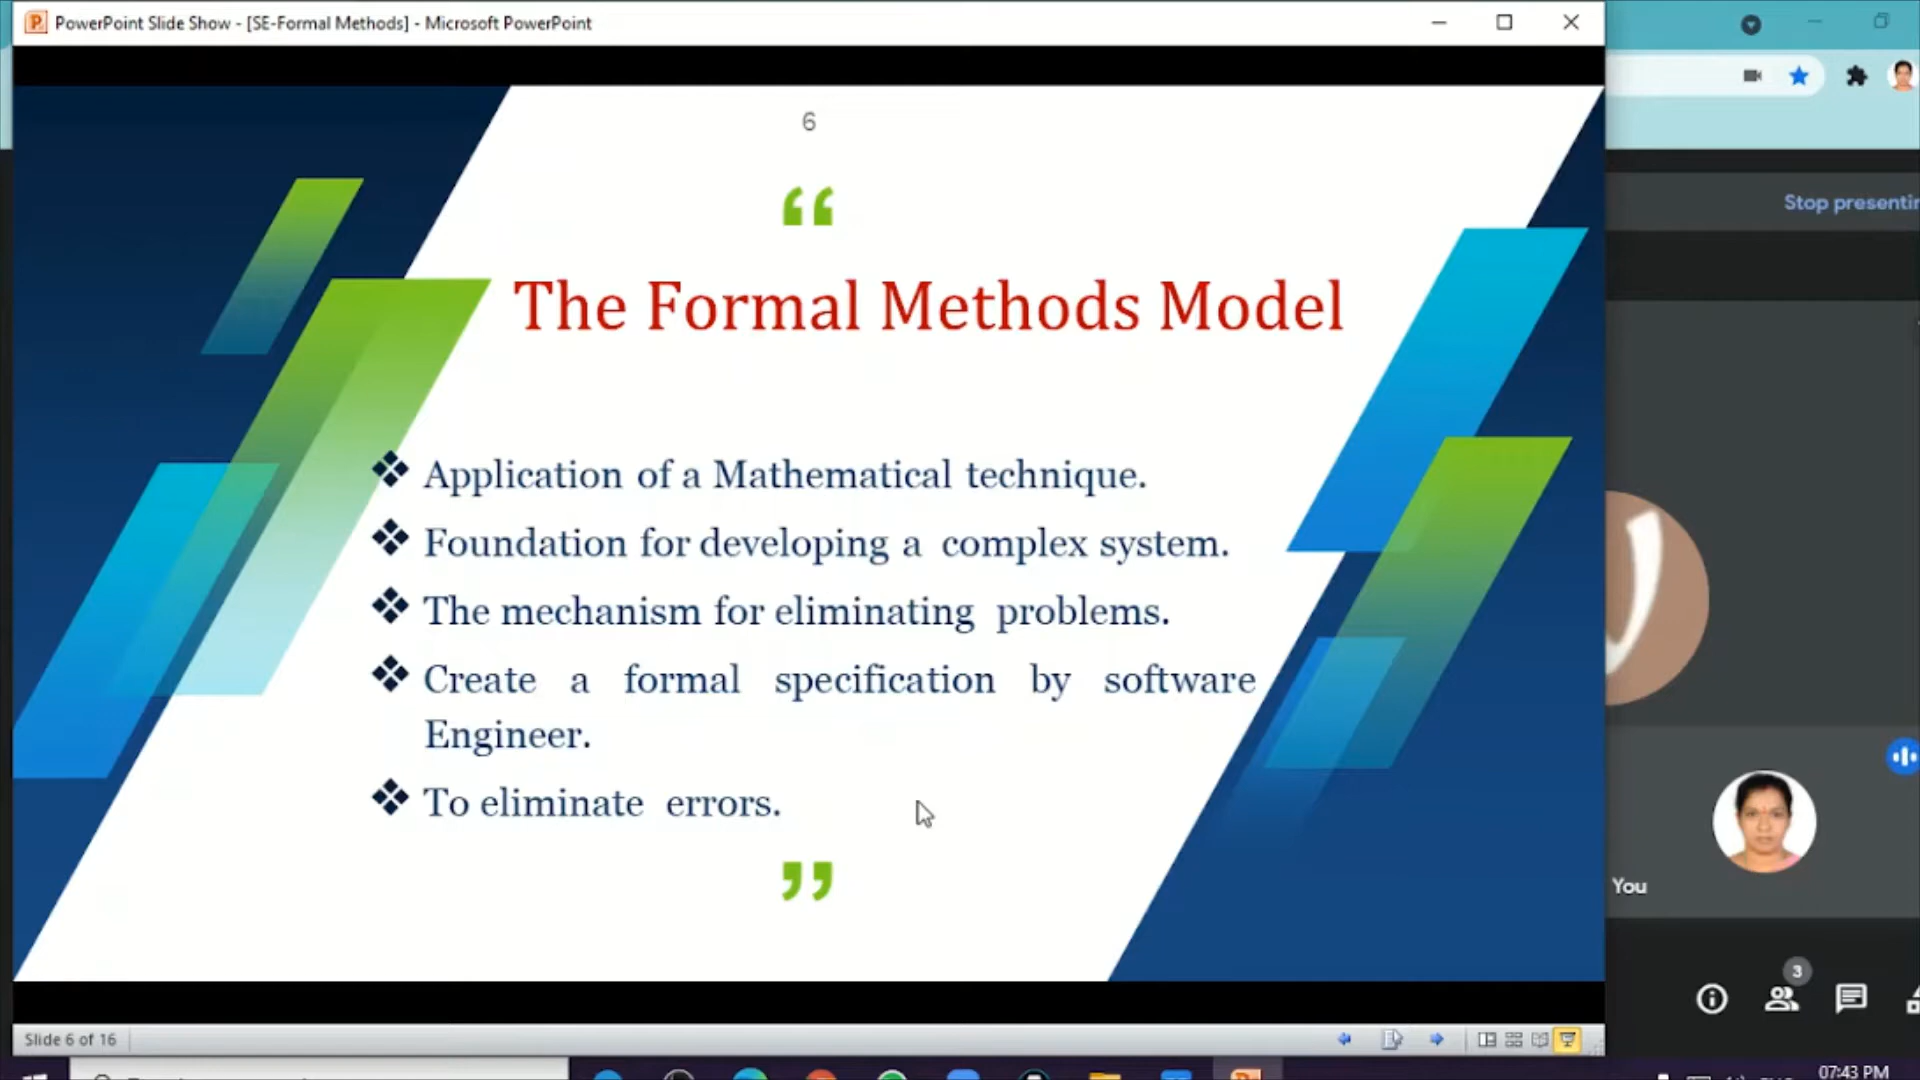 PowerPoint Slide Show - [SE-Formal Methods] - Microsoft PowerPoint
6
“
The Formal Methods Model
❖ Application of a Mathematical technique.
❖ Foundation for developing a complex system.
❖ The mechanism for eliminating problems.
❖ Create a formal specification by software
Engineer.
❖ To eliminate errors.
”
Stop presentin
You
3
Slide 6 of 16
07:43 PM